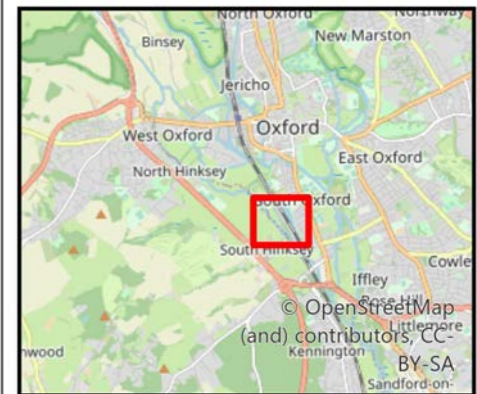 North Oxford
Northway
Binsey
New Marston
Jericho
West Oxford
Oxford
East Oxford
North Hinksey
South Oxford
South Hinksey
Cowle
Iffley
© OpenStreetMap
Rose Hill
(and) contributors, CC-
Littlemore
nwood
Kennington
BY-SA
Sandford-on-